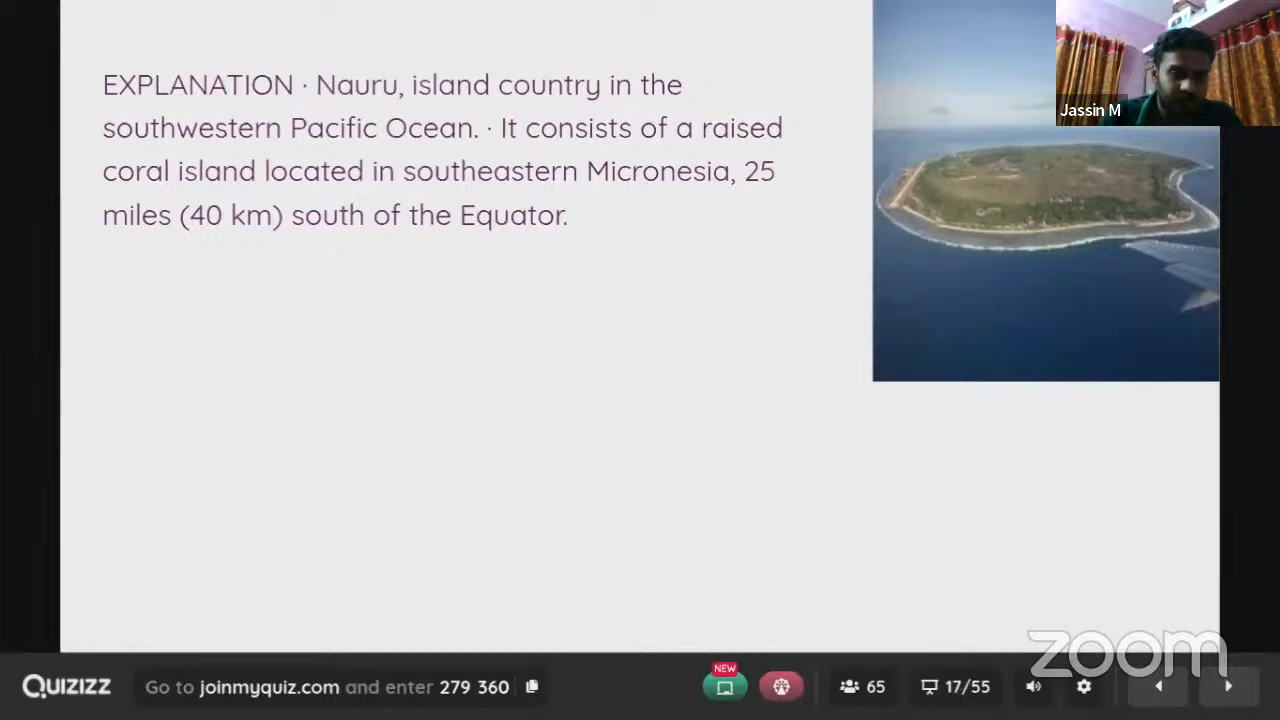 EXPLANATION · Nauru, island country in the
southwestern Pacific Ocean. · It consists of a raised
coral island located in southeastern Micronesia, 25
miles (40 km) south of the Equator.
Jassin M
zoom
NEW
Quizizz
Go to joinmyquiz.com and enter 279 360
65
17/55